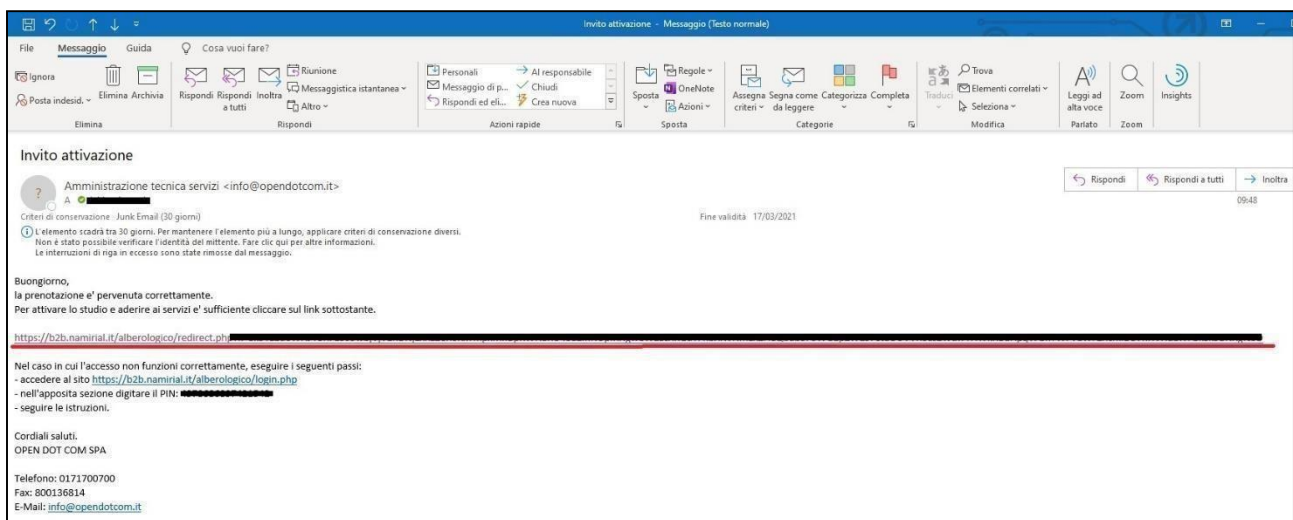 Invito attivazione - Messaggio (Testo normale)
File Messaggio Guida Cosa vuoi fare?
Ignora
Posta indesid.
Elimina Archivia
Elimina
Rispondi Rispondi a tutti Inoltra
Riunione
Messaggistica istantanea
Altro
Rispondi
Personali
Messaggio di p...
Rispondi ed eli...
Al responsabile
Chiudi
Crea nuova
Azioni rapide
Sposta
Regole
OneNote
Azioni
Sposta
Assegna criteri Segna come da leggere Categorizza Completa
Categorie
Traduci
Trova
Elementi correlati
Seleziona
Modifica
Leggi ad alta voce
Parlato
Zoom
Zoom
Insights
Invito attivazione
Amministrazione tecnica servizi <info@opendotcom.it>
A
Rispondi Rispondi a tutti Inoltra
09:48
Criteri di conservazione Junk Email (30 giorni) Fine validità 17/03/2021
L'elemento scadrà tra 30 giorni. Per mantenere l'elemento più a lungo, applicare criteri di conservazione diversi.
Non è stato possibile verificare l'identità del mittente. Fare clic qui per altre informazioni.
Le interruzioni di riga in eccesso sono state rimosse dal messaggio.
Buongiorno,
la prenotazione e' pervenuta correttamente.
Per attivare lo studio e aderire ai servizi e' sufficiente cliccare sul link sottostante.
https://b2b.namirial.it/alberologico/redirect.php
Nel caso in cui l'accesso non funzioni correttamente, eseguire i seguenti passi:
- accedere al sito https://b2b.namirial.it/alberologico/login.php
- nell'apposita sezione digitare il PIN:
- seguire le istruzioni.
Cordiali saluti.
OPEN DOT COM SPA
Telefono: 0171700700
Fax: 800136814
E-Mail: info@opendotcom.it